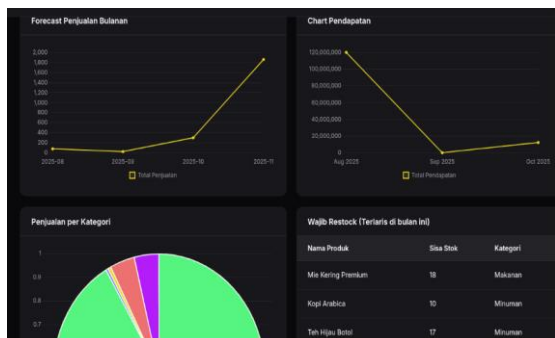 Forecast Penjualan Bulanan
2,000
1,800
1,600
1,400
1,200
1,000
800
600
400
200
0
2025-08
2025-09
2025-10
2025-11
Total Penjualan
Chart Pendapatan
120,000,000
100,000,000
80,000,000
60,000,000
40,000,000
20,000,000
0
Aug 2025
Sep 2025
Oct 2025
Total Pendapatan
Penjualan per Kategori
1
0.9
0.8
0.7
Wajib Restock (Terlaris di bulan ini)
Nama Produk Sisa Stok Kategori
Mie Kering Premium 18 Makanan
Kopi Arabica 10 Minuman
Teh Hijau Botol 17 Minuman